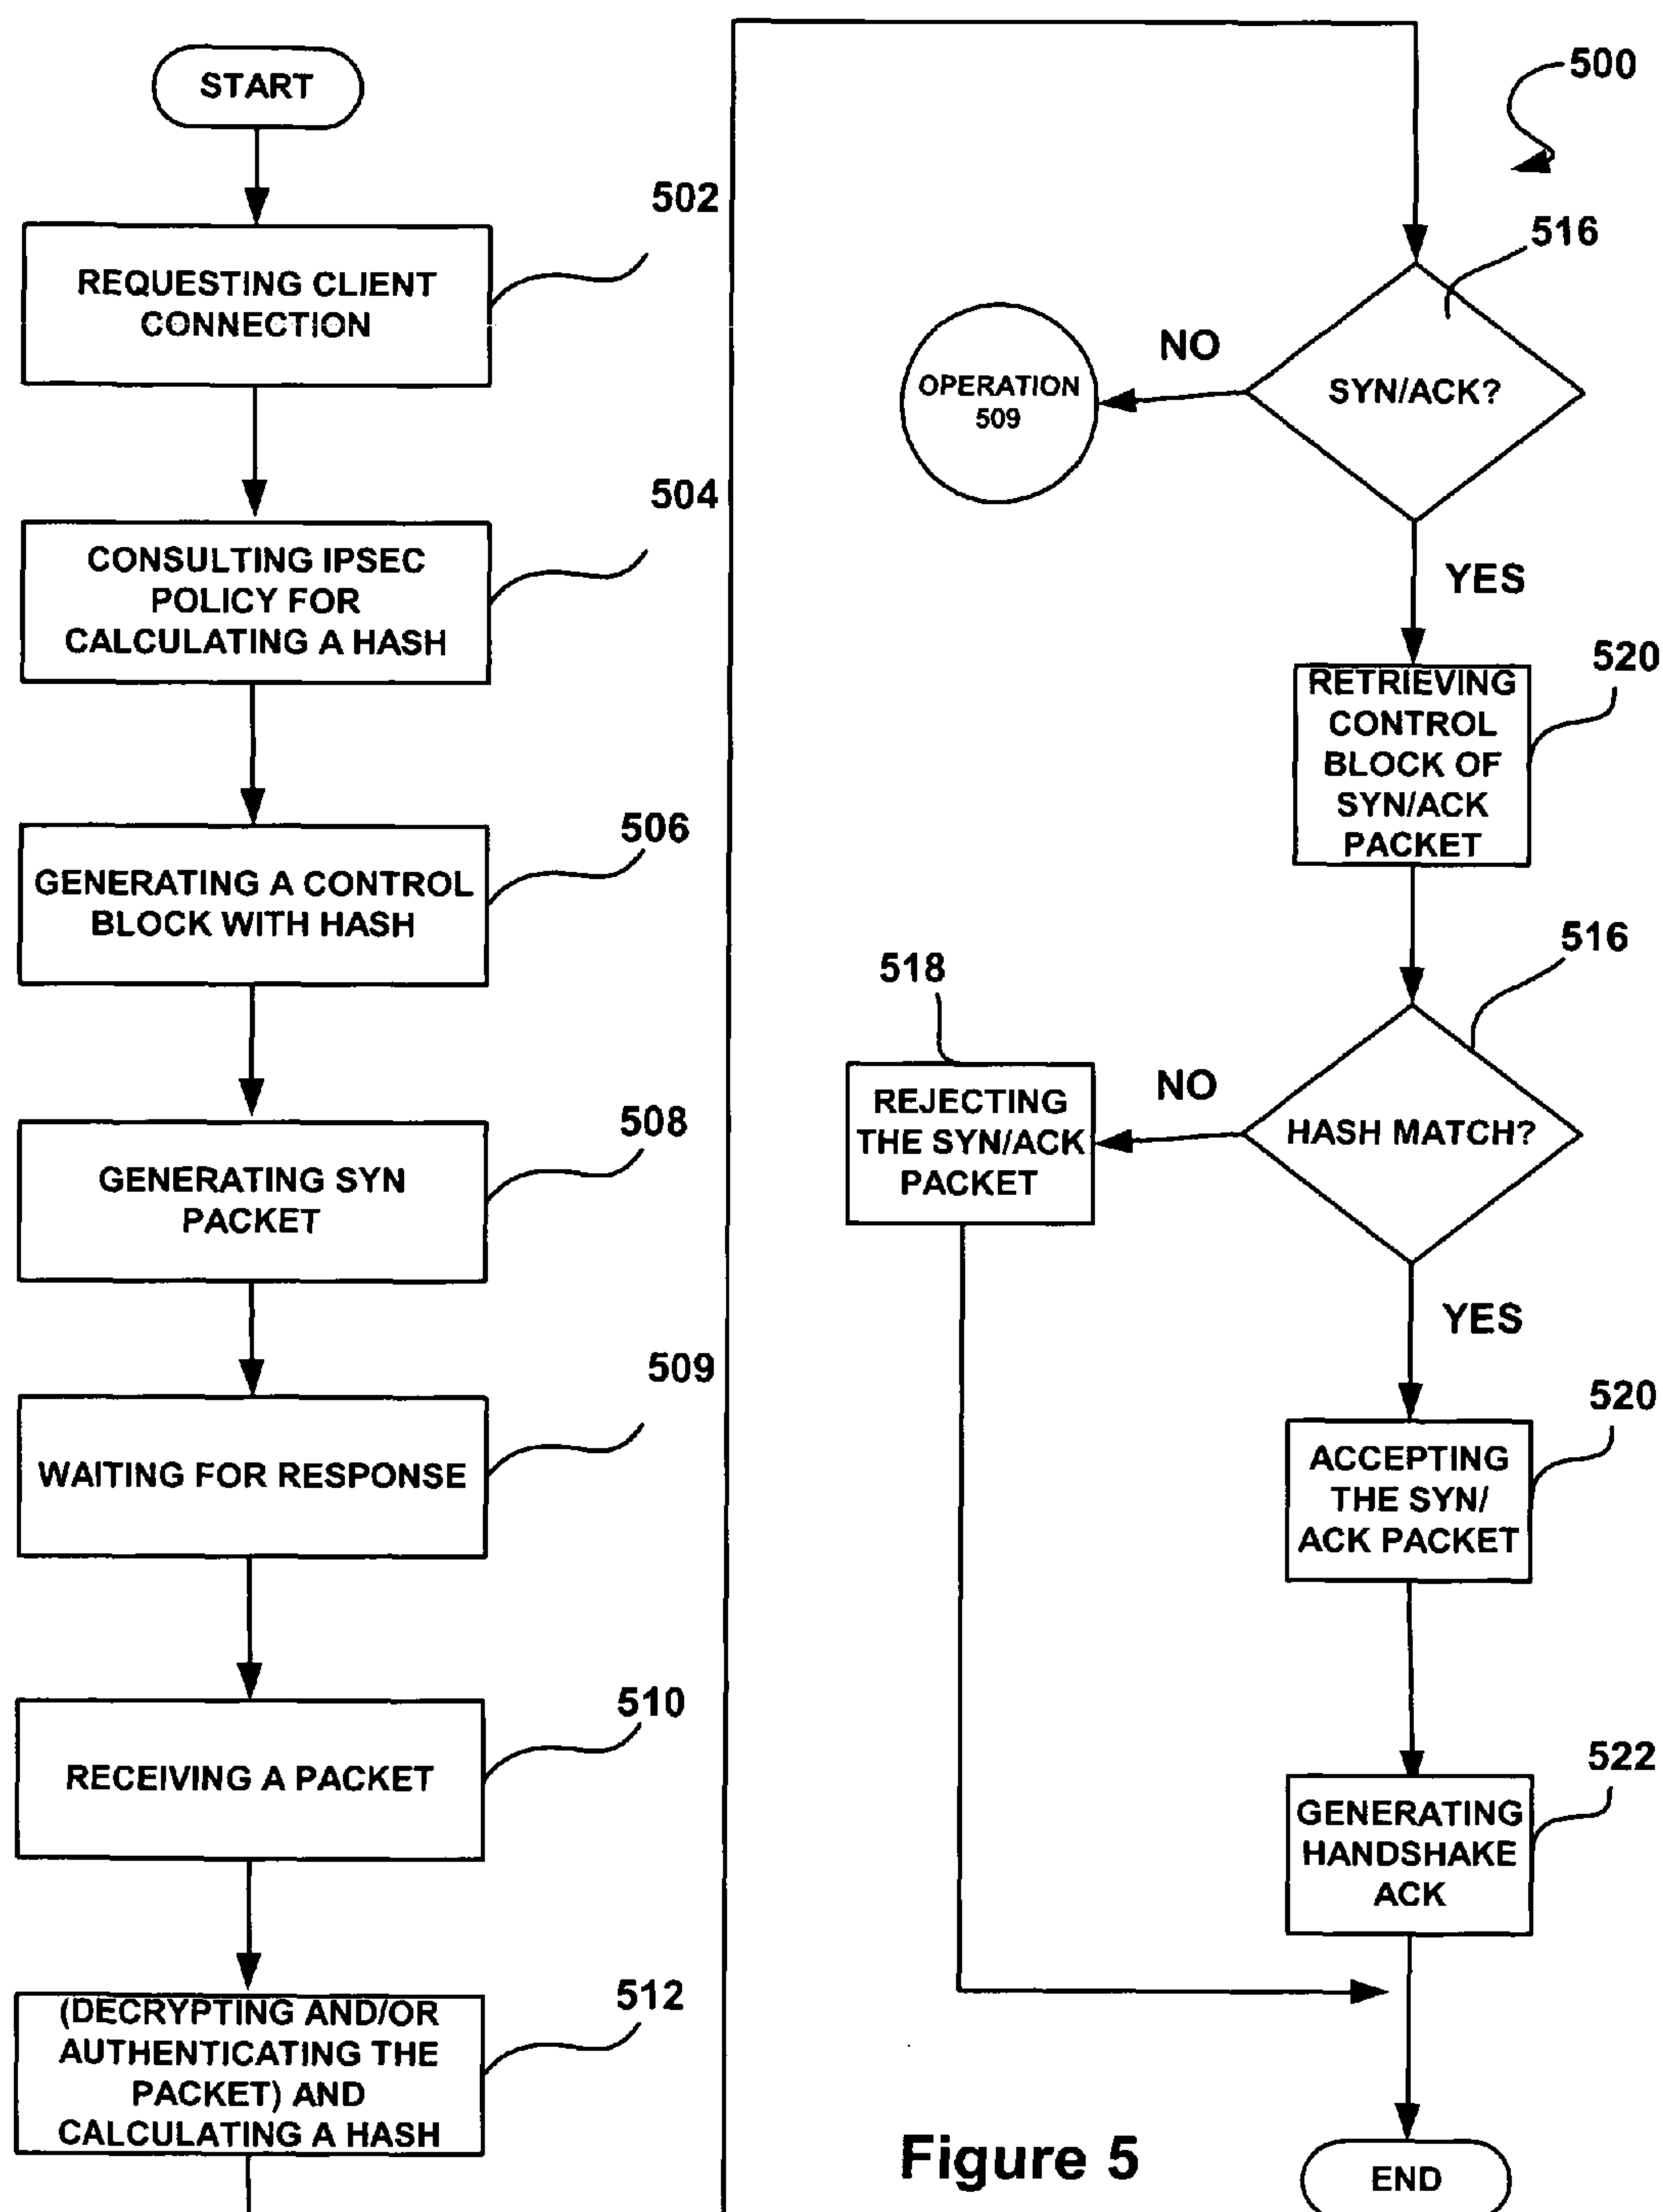 START
502
REQUESTING CLIENT
CONNECTION
504
CONSULTING IPSEC
POLICY FOR
CALCULATING A HASH
506
GENERATING A CONTROL
BLOCK WITH HASH
508
GENERATING SYN
PACKET
509
WAITING FOR RESPONSE
510
RECEIVING A PACKET
512
(DECRYPTING AND/OR
AUTHENTICATING THE
PACKET) AND
CALCULATING A HASH
500
516
SYN/ACK?
NO
OPERATION
509
YES
520
RETRIEVING
CONTROL
BLOCK OF
SYN/ACK
PACKET
516
HASH MATCH?
NO
518
REJECTING
THE SYN/ACK
PACKET
YES
520
ACCEPTING
THE SYN/
ACK PACKET
522
GENERATING
HANDSHAKE
ACK
END
Figure 5